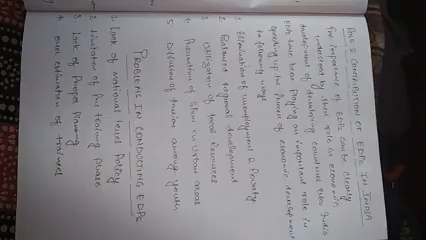 ROLE & CONTRIBUTION OF EDPs IN INDIA
The importance of EDPs can be clearly
understood by their role in economic
development of developing countries like India
EDPs have been playing an important role in
speeding up the process of economic development
in following ways
1. Elimination of unemployment & Poverty
2. Balanced regional development
3. Utilization of Local Resources
4. Prevention of Slum in urban areas
5. Diffusion of tension among youth
PROBLEMS IN CONDUCTING EDPs
1. Lack of national level Policy
2. Limitation of Pre training phase
3. Lack of Proper Planning
4. Over estimation of trainees